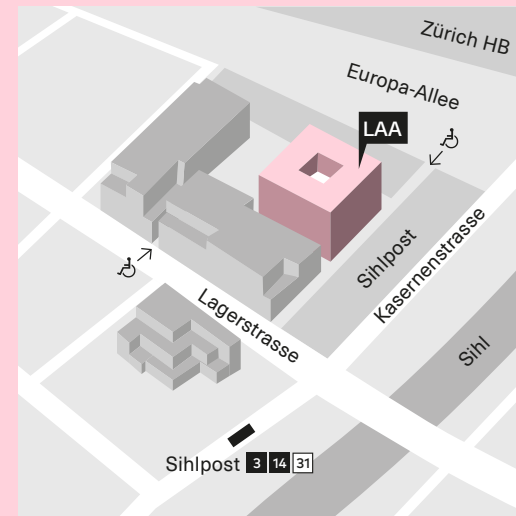 Zürich HB
Europa-Allee
LAA
Sihlpost
Kasernenstrasse
Lagerstrasse
Sihl
Sihlpost 3 14 31